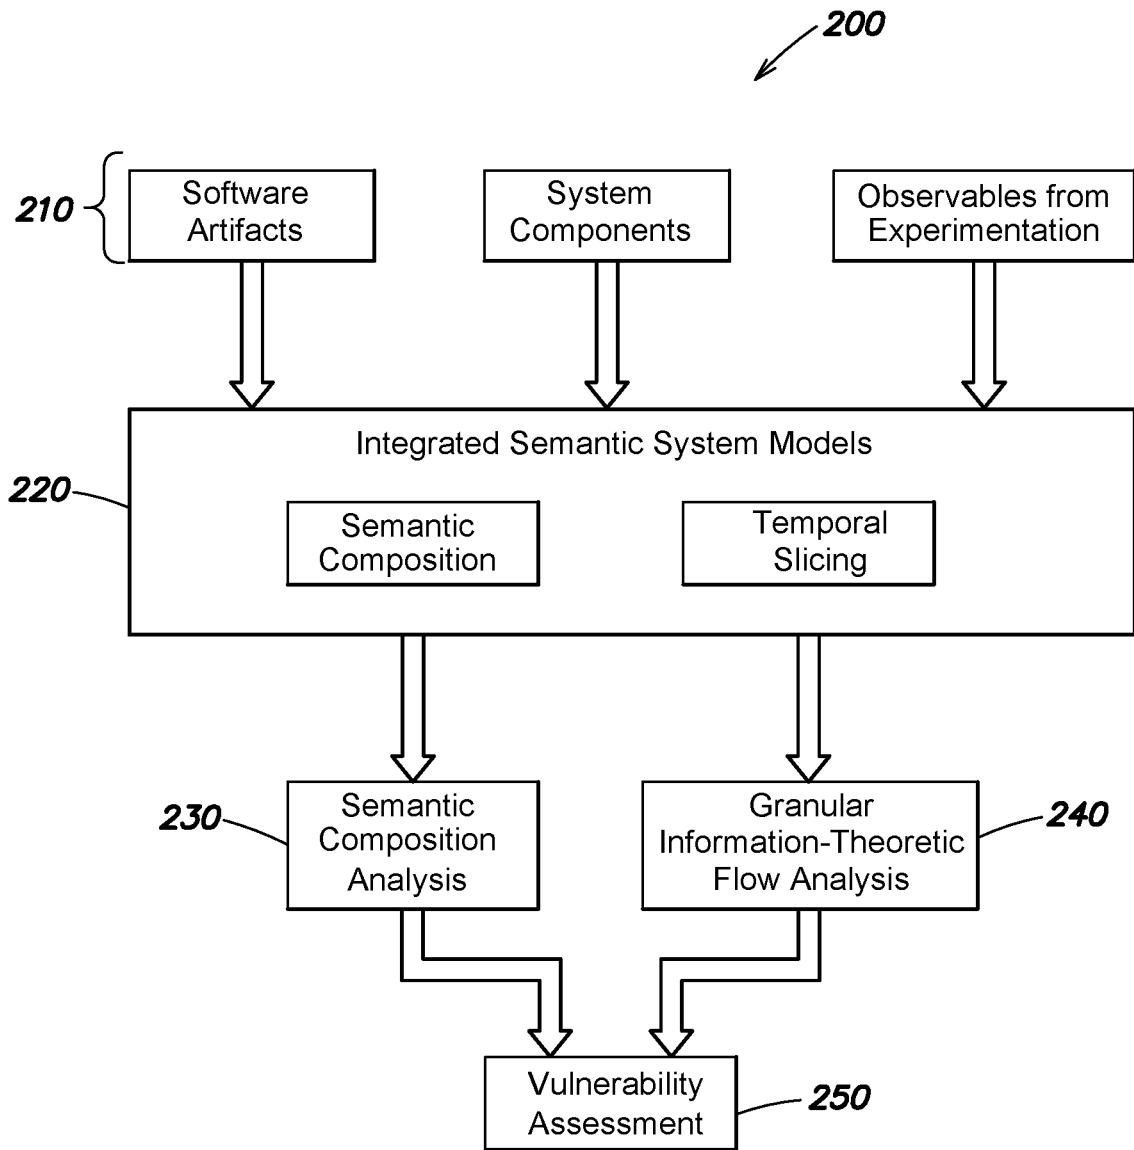 200
210
Software
Artifacts
System
Components
Observables from
Experimentation
Integrated Semantic System Models
220
Semantic
Composition
Temporal
Slicing
230
Semantic
Composition
Analysis
Granular
Information-Theoretic
Flow Analysis
240
Vulnerability
Assessment
250